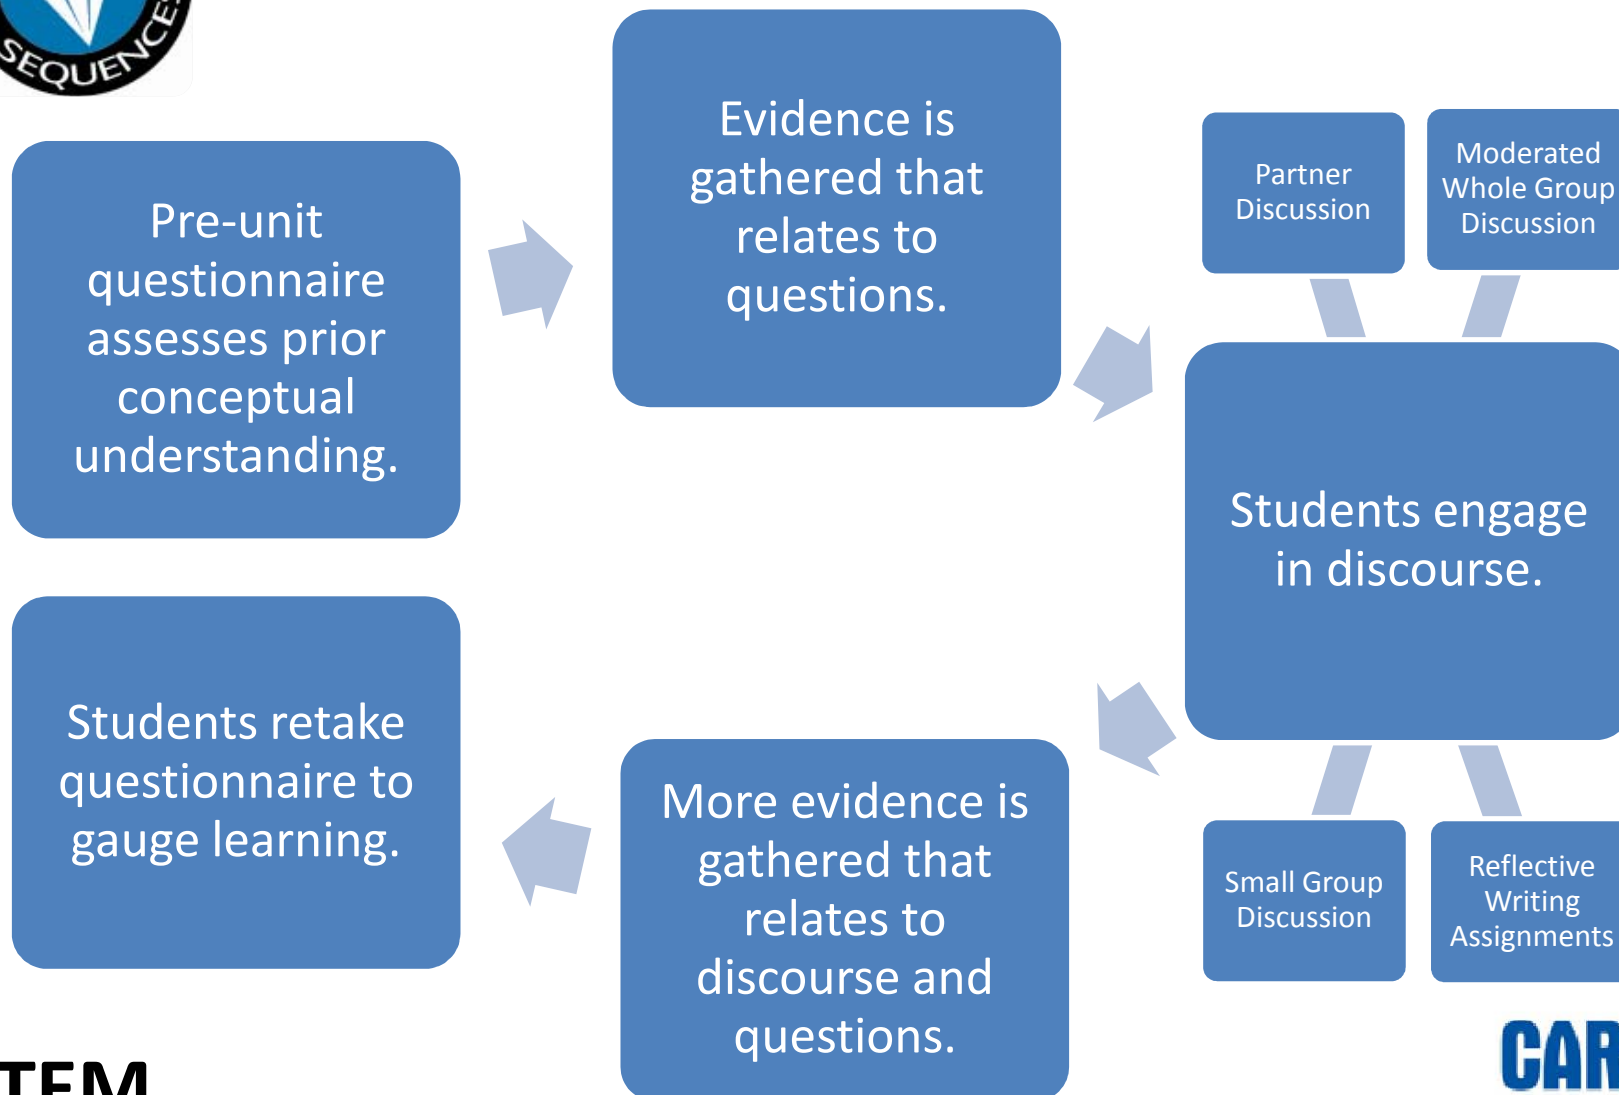 Pre-unit
questionnaire
assesses prior
conceptual
understanding.
Evidence is
gathered that
relates to
questions.
Partner
Discussion
Moderated
Whole Group
Discussion
Students engage
in discourse.
Small Group
Discussion
Reflective
Writing
Assignments
More evidence is
gathered that
relates to
discourse and
questions.
Students retake
questionnaire to
gauge learning.